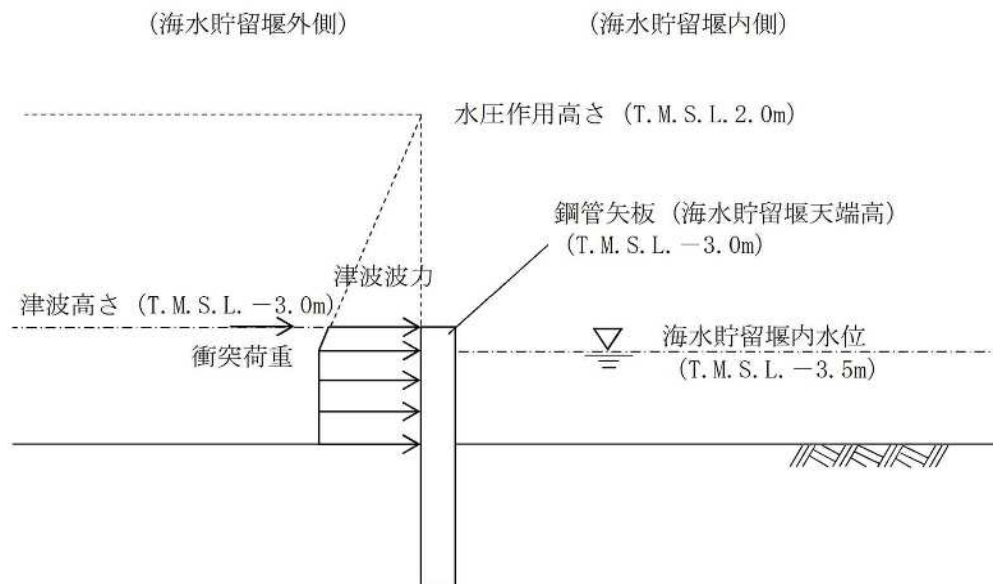 (海水貯留堰外側)
(海水貯留堰内側)
水圧作用高さ (T.M.S.L.2.0m)
鋼管矢板 (海水貯留堰天端高)
(T.M.S.L.－3.0m)
津波波力
津波高さ (T.M.S.L.－3.0m)
衝突荷重
海水貯留堰内水位
(T.M.S.L.－3.5m)